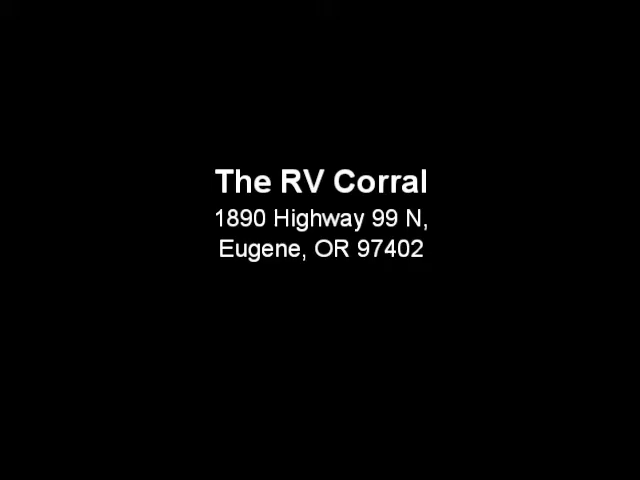 The RV Corral
1890 Highway 99 N,
Eugene, OR 97402